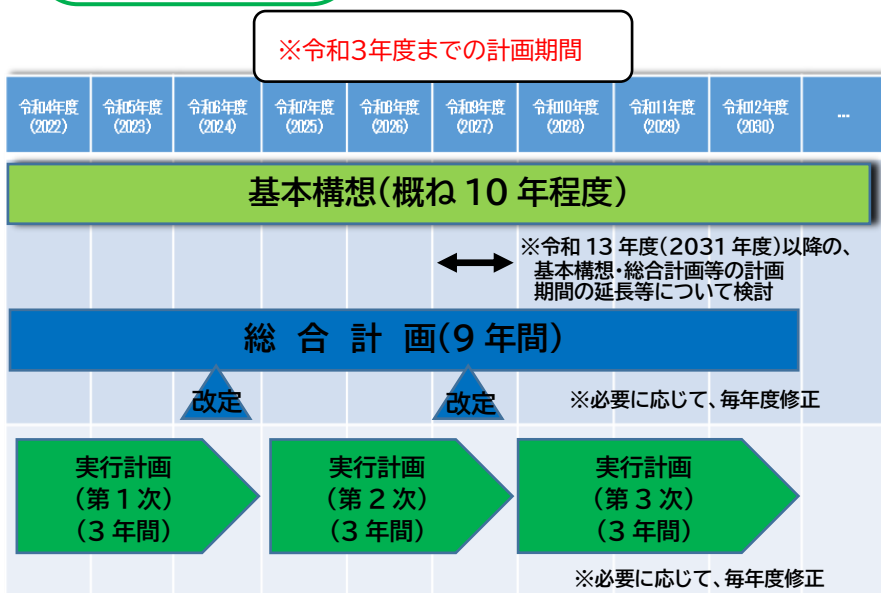 ※令和3年度までの計画期間
令和4年度 令和5年度 令和6年度 令和7年度 令和8年度 令和9年度 令和10年度 令和11年度 令和12年度 …
(2022) (2023) (2024) (2025) (2026) (2027) (2028) (2029) (2030)
基本構想(概ね 10 年程度)
※令和 13 年度(2031 年度)以降の、
基本構想・総合計画等の計画
期間の延長等について検討
総 合 計 画(9 年間)
改定 改定 ※必要に応じて、毎年度修正
実行計画 実行計画 実行計画
(第 1 次) (第 2 次) (第 3 次)
(3 年間) (3 年間) (3 年間)
※必要に応じて、毎年度修正